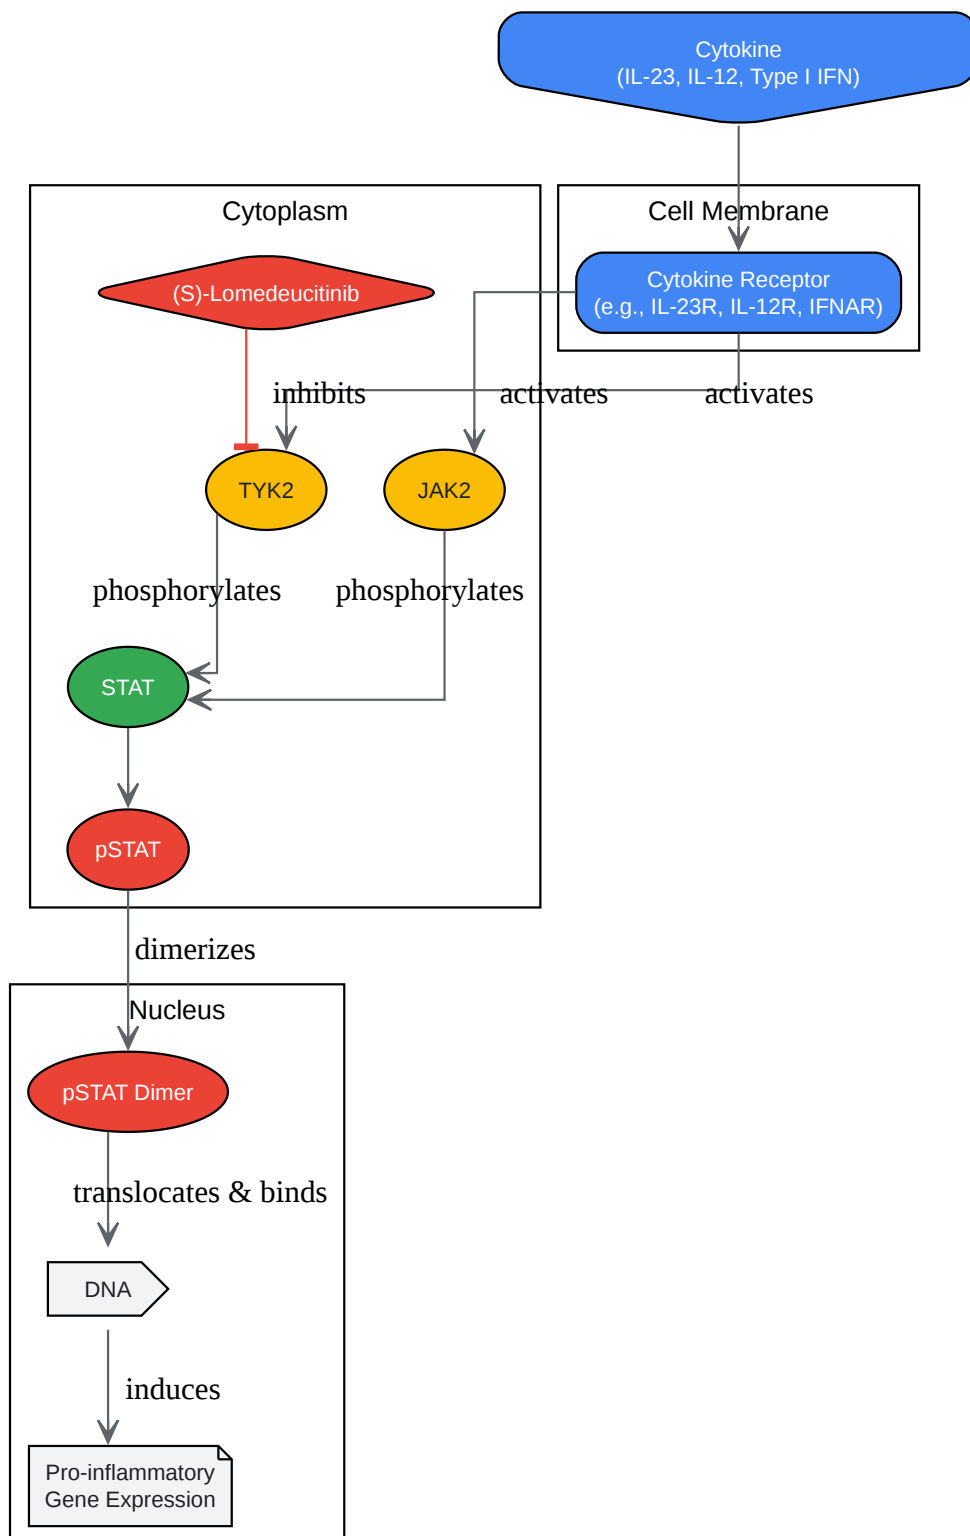 Cytokine
(IL-23, IL-12, Type I IFN)
Cytoplasm
Cell Membrane
(S)-Lomedeucitinib
Cytokine Receptor
(e.g., IL-23R, IL-12R, IFNAR)
inhibits
activates
activates
TYK2
JAK2
phosphorylates
phosphorylates
STAT
pSTAT
dimerizes
Nucleus
pSTAT Dimer
translocates & binds
DNA
induces
Pro-inflammatory
Gene Expression